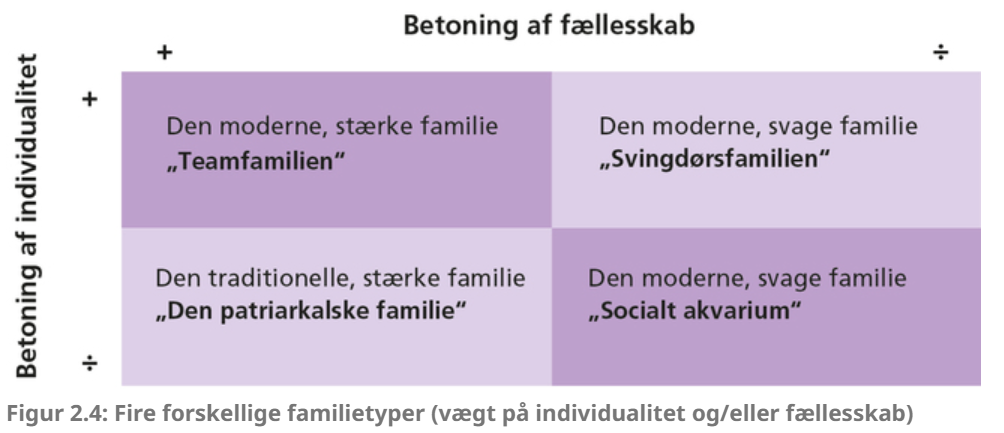 Betoning af fællesskab
+ ÷
Betoning af individualitet
+
Den moderne, stærke familie
„Teamfamilien“
Den moderne, svage familie
„Svingdørsfamilien“
Den traditionelle, stærke familie
„Den patriarkalske familie“
Den moderne, svage familie
„Socialt akvarium“
÷
Figur 2.4: Fire forskellige familietyper (vægt på individualitet og/eller fællesskab)